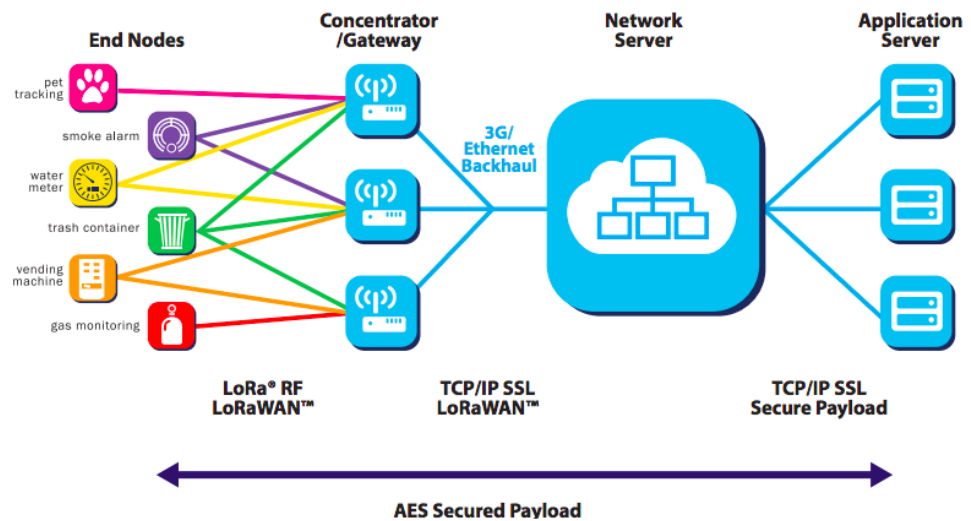 End Nodes
Concentrator
/Gateway
Network
Server
Application
Server
pet
tracking
smoke alarm
water
meter
trash container
vending
machine
gas monitoring
3G/
Ethernet
Backhaul
LoRa® RF
LoRaWAN™
TCP/IP SSL
LoRaWAN™
TCP/IP SSL
Secure Payload
AES Secured Payload